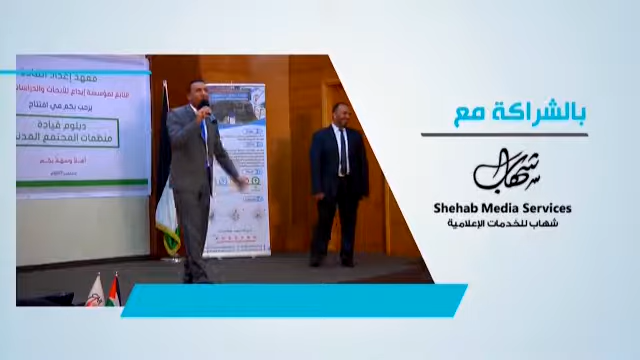 معهد إعداد القادة
التابع لمؤسسة إبداع للأبحاث والدراسات
يرحب بكم في افتتاح
دبلوم قيادة
منظمات المجتمع المدني
أهلاً وسهلاً بكم
بالشراكة مع
شهاب
Shehab Media Services
شهاب للخدمات الإعلامية